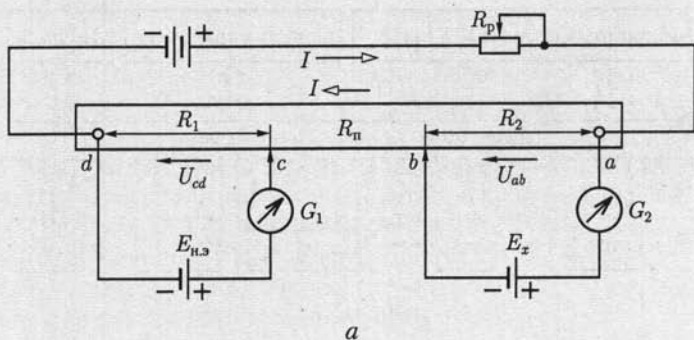 − + R_р
I
I
R_1 R_п R_2
d c b a
U_cd U_ab
G_1 G_2
E_н.э E_x
− + − +
a